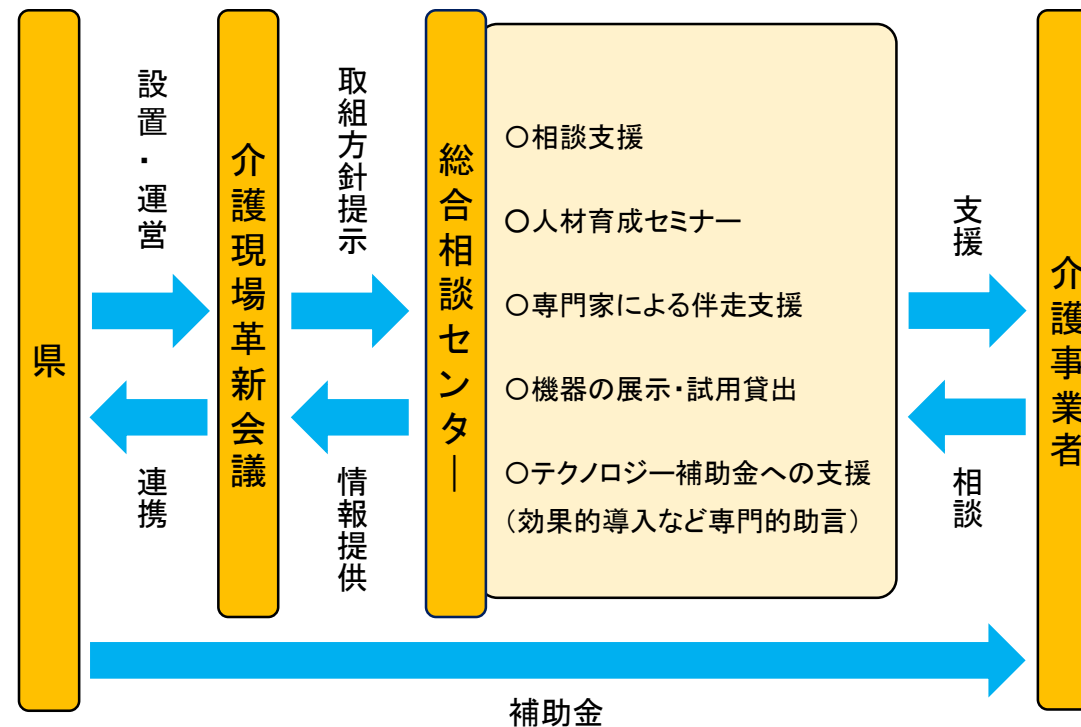 県
設置・運営
連携
介護現場革新会議
取組方針提示
情報提供
総合相談センター
〇相談支援
〇人材育成セミナー
〇専門家による伴走支援
〇機器の展示・試用貸出
〇テクノロジー補助金への支援
（効果的導入など専門的助言）
支援
相談
介護事業者
補助金